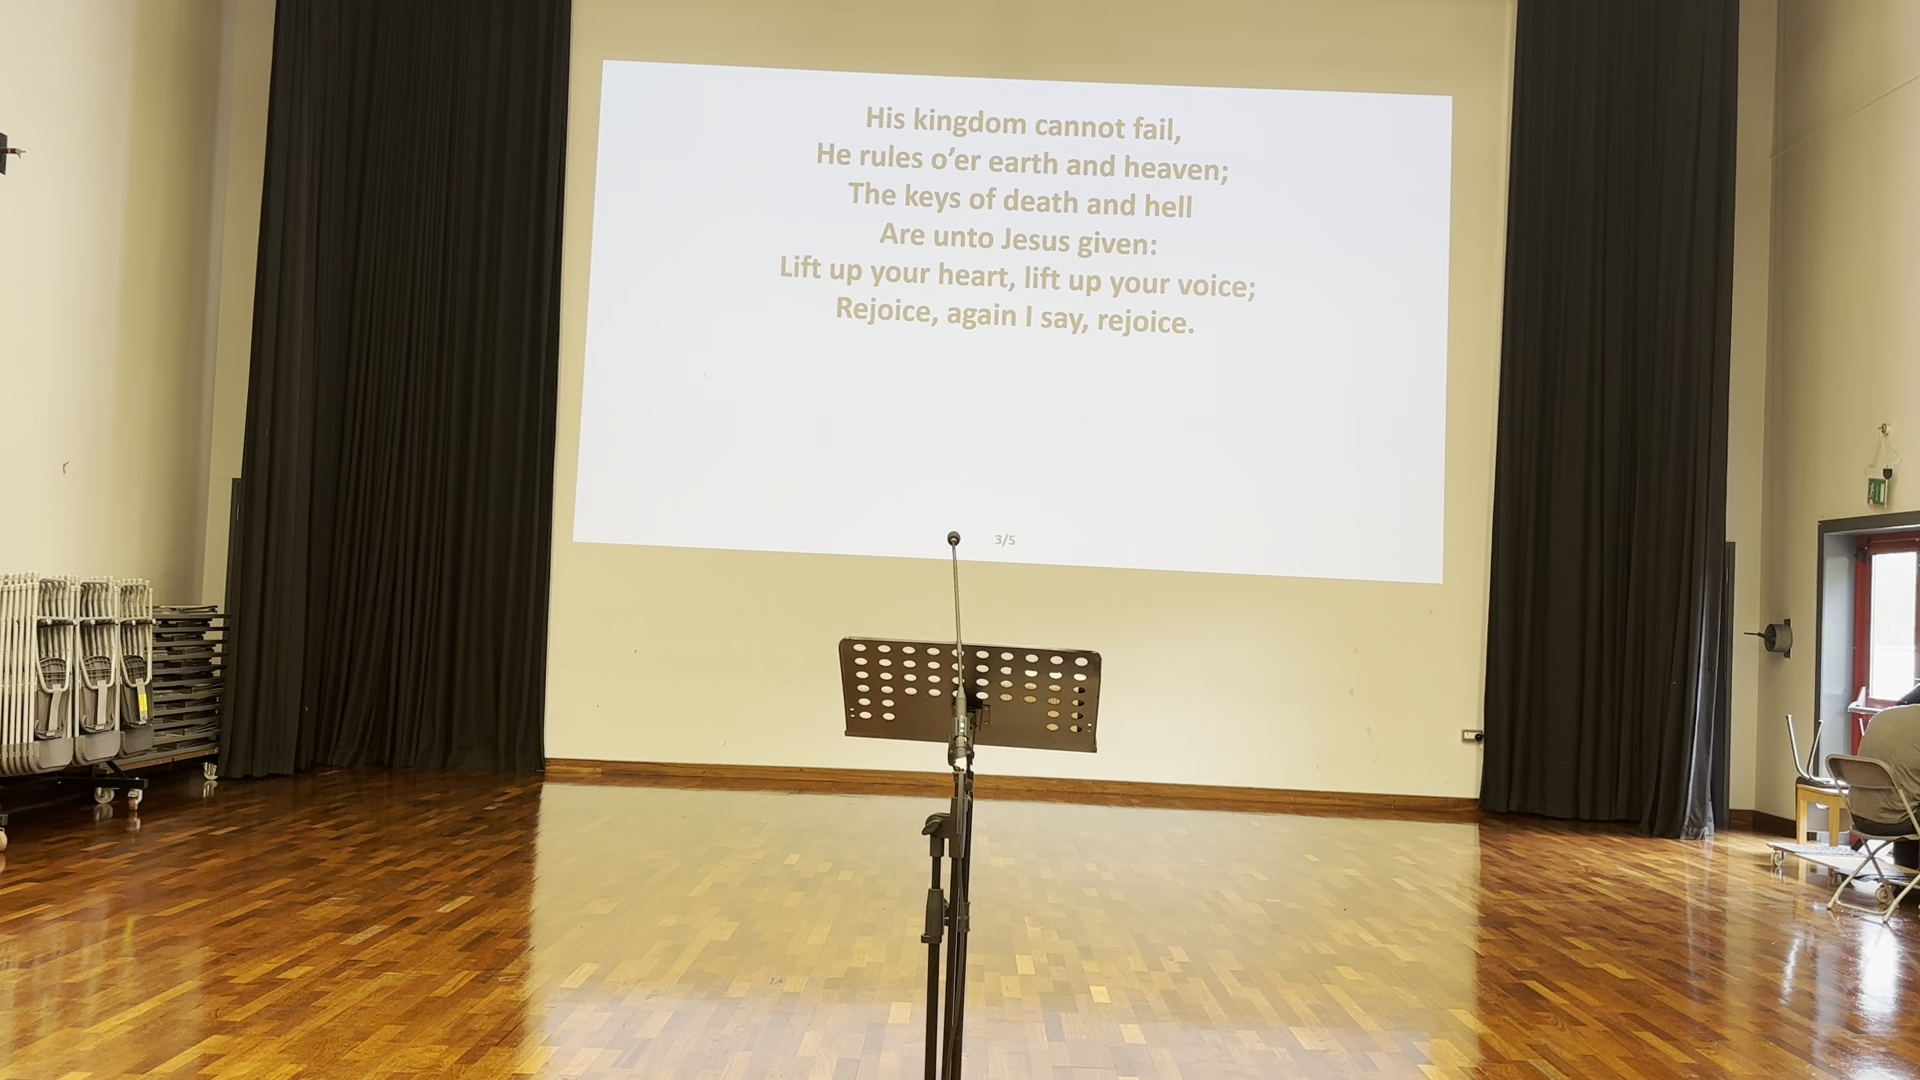 His kingdom cannot fail,
He rules o’er earth and heaven;
The keys of death and hell
Are unto Jesus given:
Lift up your heart, lift up your voice;
Rejoice, again I say, rejoice.
3/5